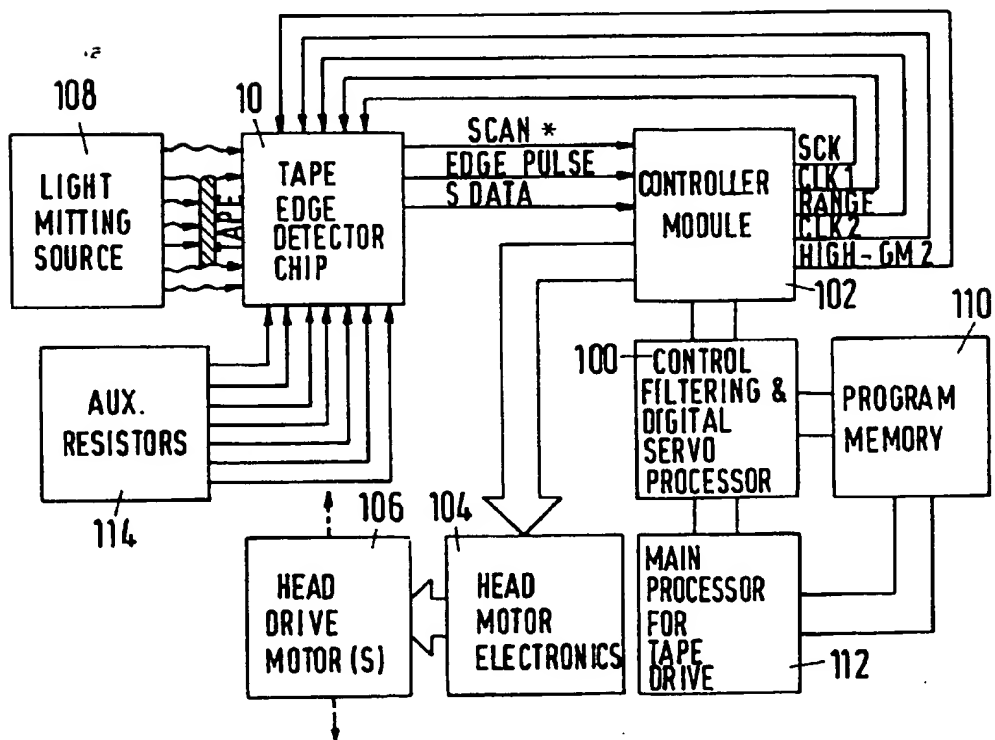 108
LIGHT
MITTING
SOURCE
TAPE
10
TAPE
EDGE
DETECTOR
CHIP
SCAN *
EDGE PULSE
S DATA
CONTROLLER
MODULE
SCK
CLK1
RANGE
CLK2
HIGH-GM2
102
AUX.
RESISTORS
114
100
CONTROL
FILTERING &
DIGITAL
SERVO
PROCESSOR
110
PROGRAM
MEMORY
106
HEAD
DRIVE
MOTOR(S)
104
HEAD
MOTOR
ELECTRONICS
MAIN
PROCESSOR
FOR
TAPE
DRIVE
112